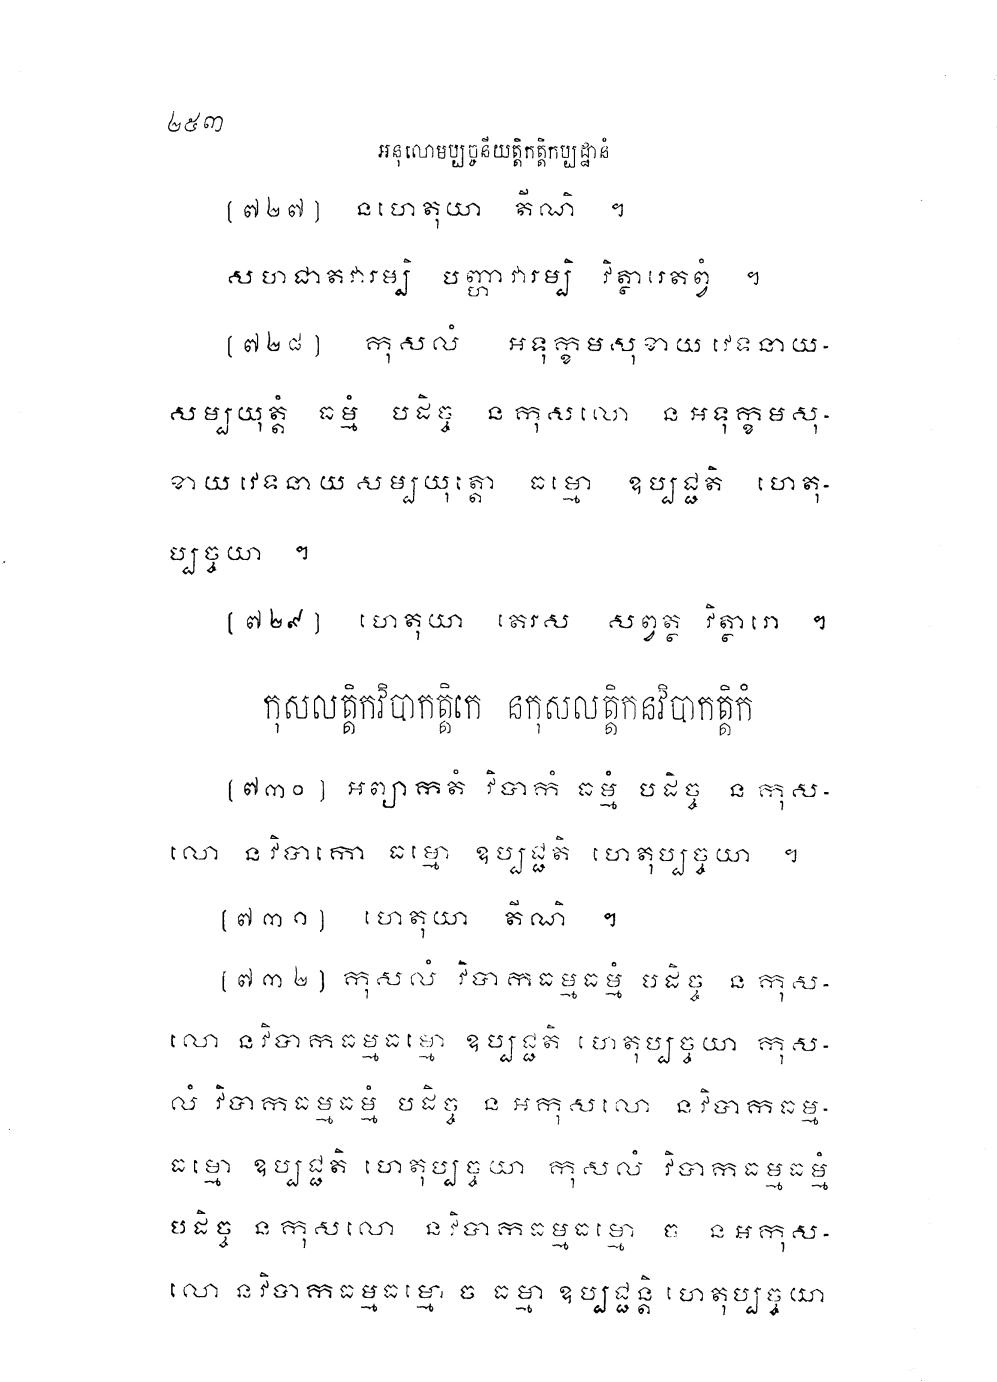 ២៥៣
អនុលោមប្បច្ចនីយត្តិកត្តិកប្បដ្ឋានំ
(៧២៧) នហេតុយា តីណិ ។
សហជាតវារម្បិ បញ្ហាវារម្បិ វិត្ថារេតព្វំ ។
(៧២៨) កុសលំ អទុក្ខមសុខាយ វេទនាយ-
សម្បយុត្តំ ធម្មំ បដិច្ច ន កុសលោ ន អទុក្ខមសុ-
ខាយ វេទនាយ សម្បយុត្តោ ធម្មោ ឧប្បជ្ជតិ ហេតុ-
ប្បច្ចយា ។
(៧២៩) ហេតុយា តេរស សព្វត្ថ វិត្ថារោ ។
កុសលត្តិកវិបាកត្តិកេ នកុសលត្តិកនវិបាកត្តិកំ
(៧៣០) អព្យាកតំ វិបាកំ ធម្មំ បដិច្ច ន កុស-
លោ ន វិបាកោ ធម្មោ ឧប្បជ្ជតិ ហេតុប្បច្ចយា ។
(៧៣១) ហេតុយា តីណិ ។
(៧៣២) កុសលំ វិបាកធម្មធម្មំ បដិច្ច ន កុស-
លោ ន វិបាកធម្មធម្មោ ឧប្បជ្ជតិ ហេតុប្បច្ចយា កុស-
លំ វិបាកធម្មធម្មំ បដិច្ច ន អកុសលោ ន វិបាកធម្ម-
ធម្មោ ឧប្បជ្ជតិ ហេតុប្បច្ចយា កុសលំ វិបាកធម្មធម្មំ
បដិច្ច ន កុសលោ ន វិបាកធម្មធម្មោ ច ន អកុស-
លោ ន វិបាកធម្មធម្មោ ច ធម្មា ឧប្បជ្ជន្តិ ហេតុប្បច្ចយា